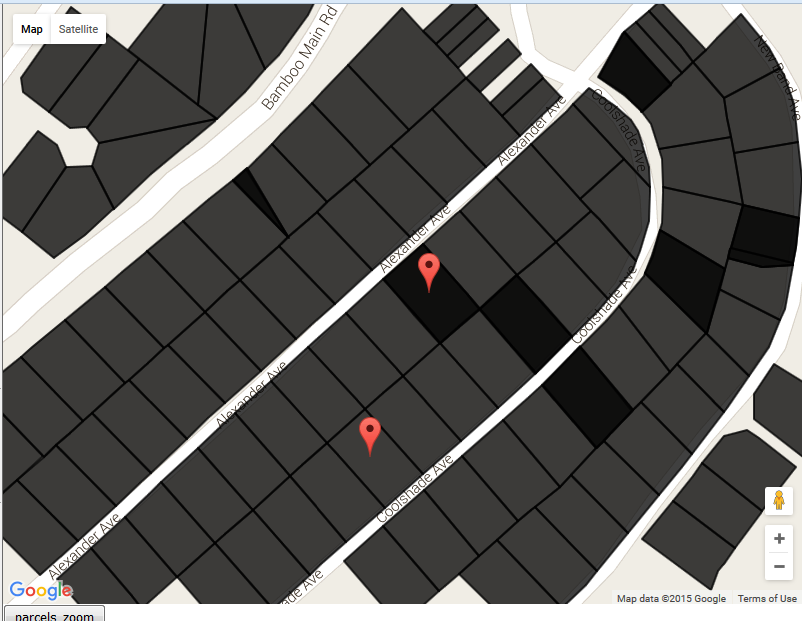 Map
Satellite
Bamboo Main Rd
New Band Ave
Coolshade Ave
Alexander Ave
Alexander Ave
Coolshade Ave
Alexander Ave
Coolshade Ave
Alexander Ave
ade Ave
Google
Map data ©2015 Google
Terms of Use
parcels_zoom